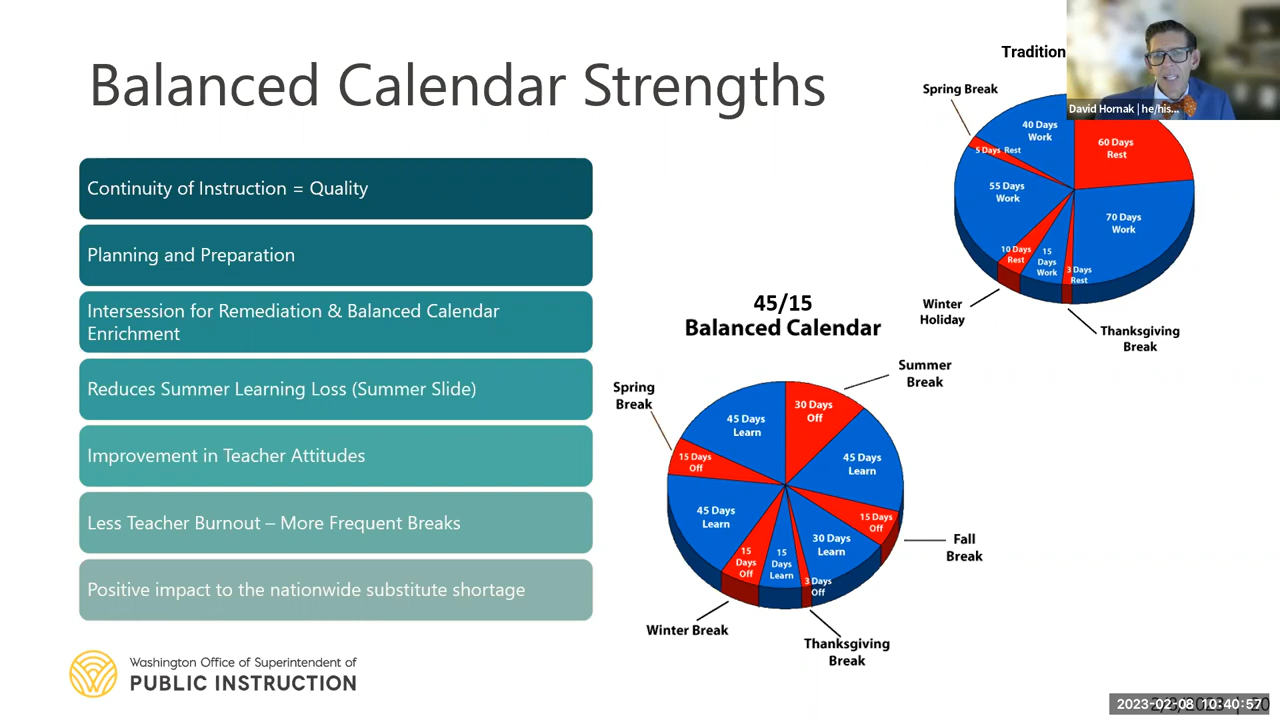 Balanced Calendar Strengths
Continuity of Instruction = Quality
Planning and Preparation
Intersession for Remediation & Balanced Calendar
Enrichment
Reduces Summer Learning Loss (Summer Slide)
Improvement in Teacher Attitudes
Less Teacher Burnout – More Frequent Breaks
Positive impact to the nationwide substitute shortage
Tradition
David Hornak | he/his...
Spring Break
40 Days
Work
60 Days
Rest
5 Days Rest
55 Days
Work
70 Days
Work
10 Days
Rest
15
Days
Work
3 Days
Rest
Winter
Holiday
Thanksgiving
Break
45/15
Balanced Calendar
Summer
Break
Spring
Break
30 Days
Off
45 Days
Learn
45 Days
Learn
15 Days
Off
45 Days
Learn
15 Days
Off
30 Days
Learn
15
Days
Off
15
Days
Learn
3 Days
Off
Fall
Break
Winter Break
Thanksgiving
Break
Washington Office of Superintendent of
PUBLIC INSTRUCTION
2023-02-08 10:40:57